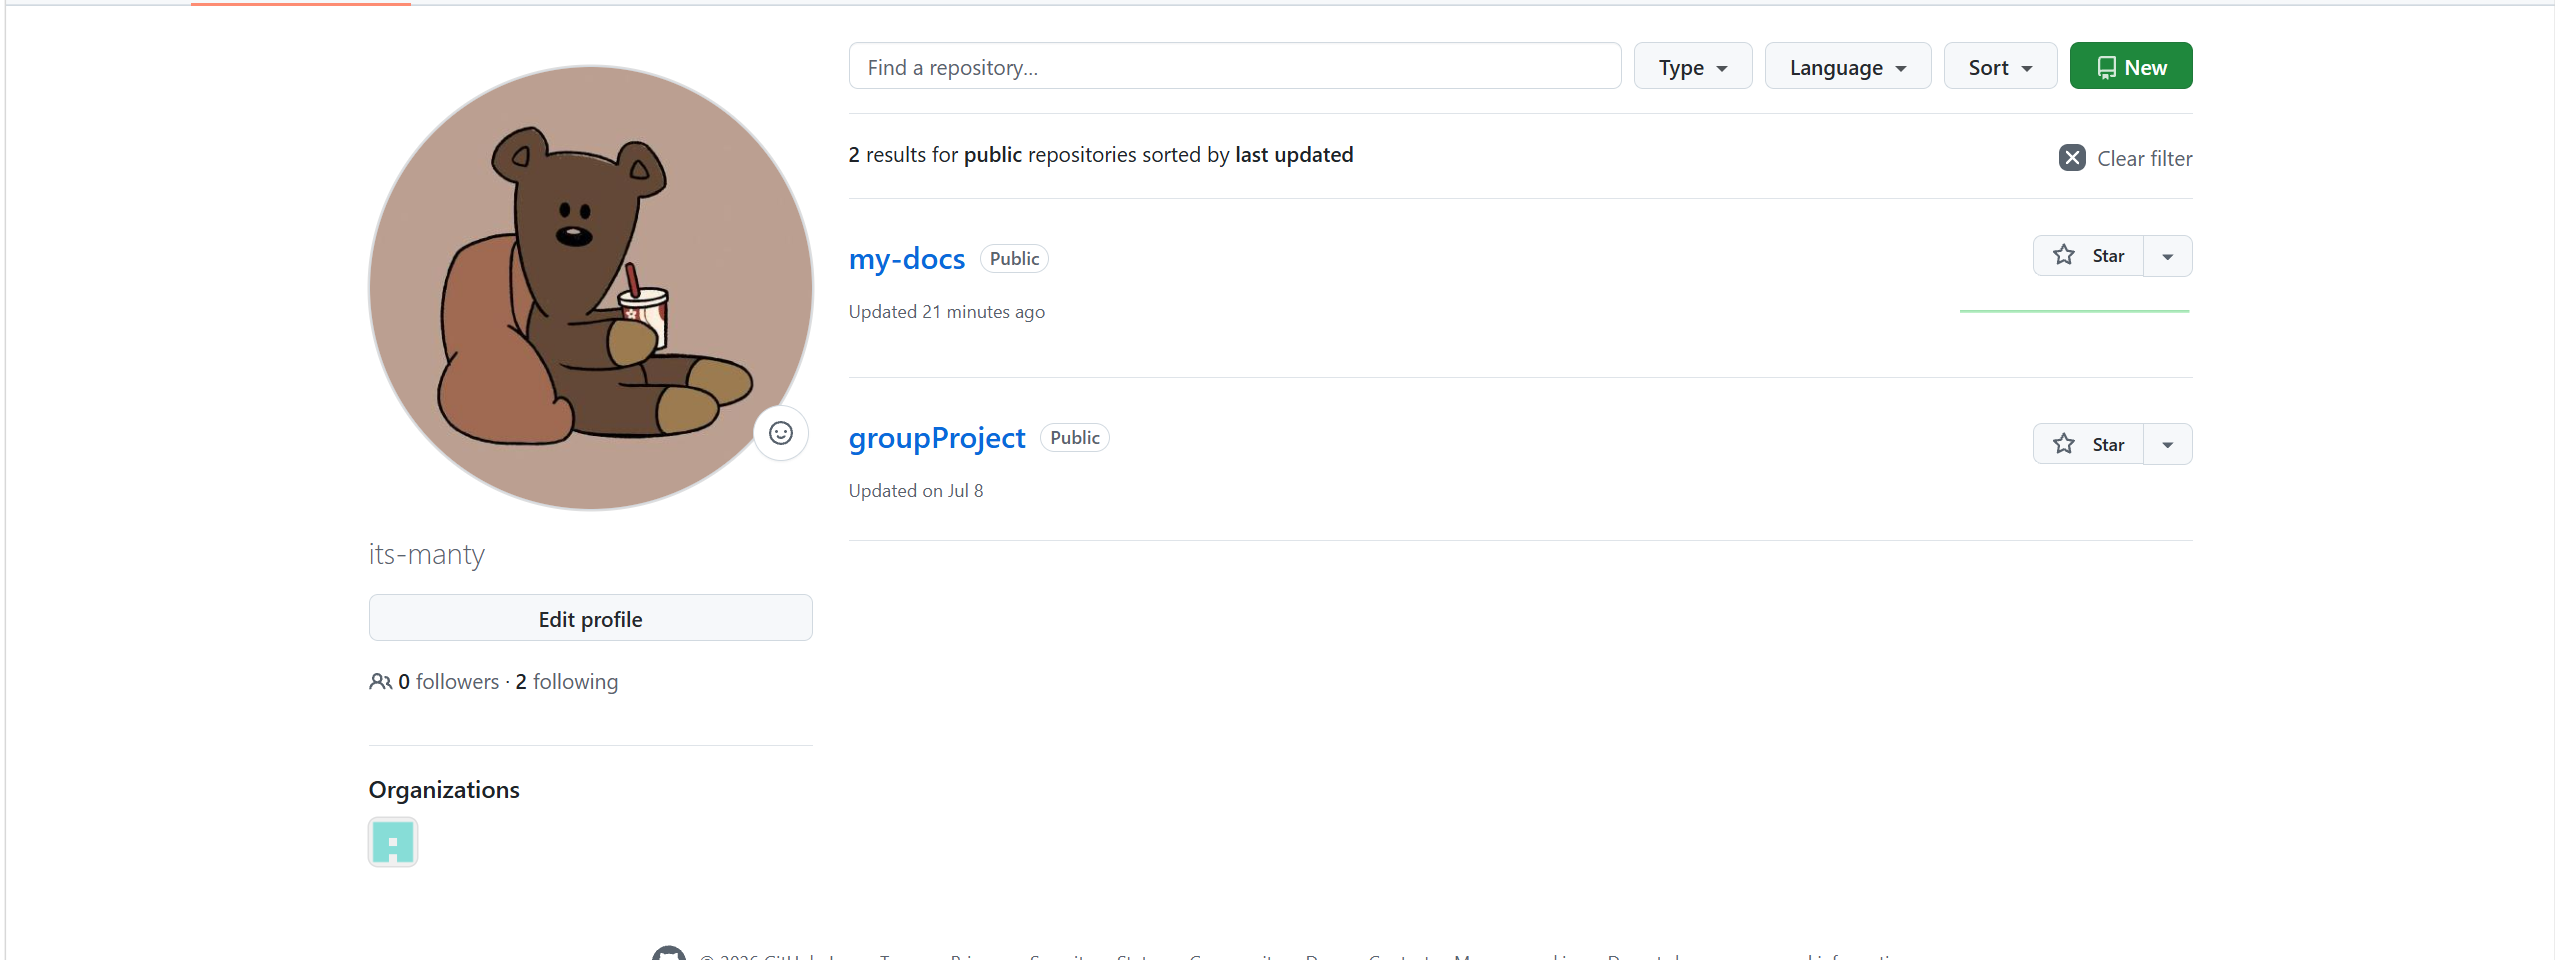 Find a repository...
Type
Language
Sort
New
2 results for public repositories sorted by last updated
Clear filter
my-docs Public
Star
Updated 21 minutes ago
groupProject Public
Star
Updated on Jul 8
its-manty
Edit profile
0 followers · 2 following
Organizations